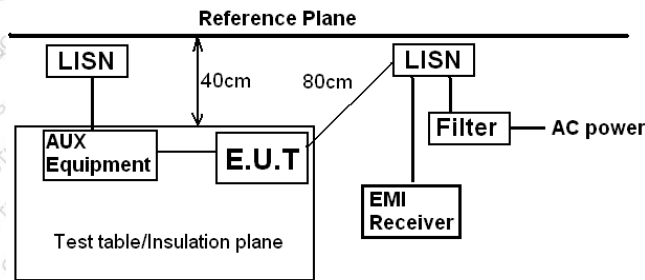 Reference Plane
LISN
40cm
80cm
LISN
AUX
Equipment
E.U.T
Filter
AC power
EMI
Receiver
Test table/Insulation plane